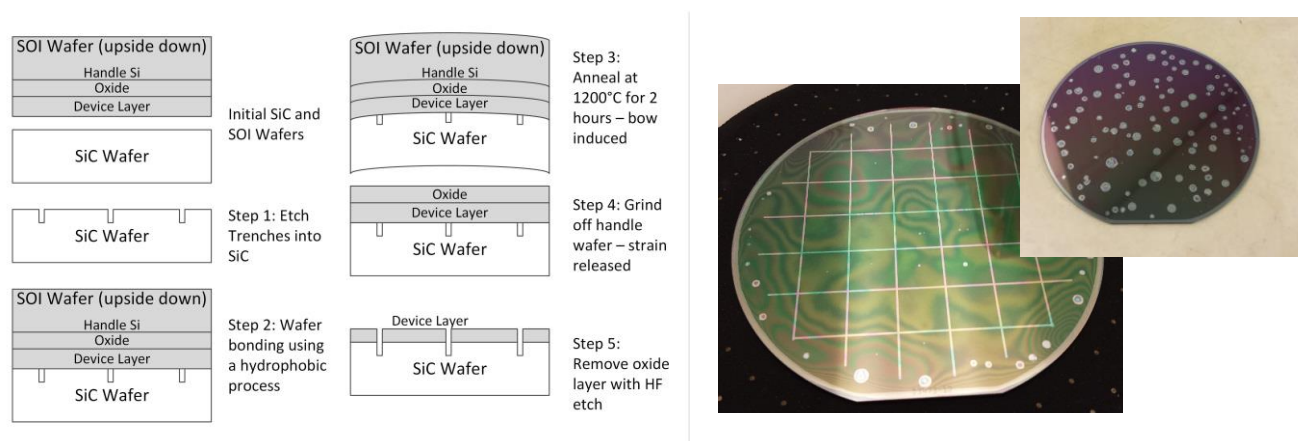 SOI Wafer (upside down)
Handle Si
Oxide
Device Layer
SiC Wafer
Initial SiC and
SOI Wafers
SiC Wafer
Step 1: Etch
Trenches into
SiC
SOI Wafer (upside down)
Handle Si
Oxide
Device Layer
SiC Wafer
Step 2: Wafer
bonding using
a hydrophobic
process
SOI Wafer (upside down)
Handle Si
Oxide
Device Layer
SiC Wafer
Step 3:
Anneal at
1200°C for 2
hours – bow
induced
Oxide
Device Layer
SiC Wafer
Step 4: Grind
off handle
wafer – strain
released
Device Layer
SiC Wafer
Step 5:
Remove oxide
layer with HF
etch